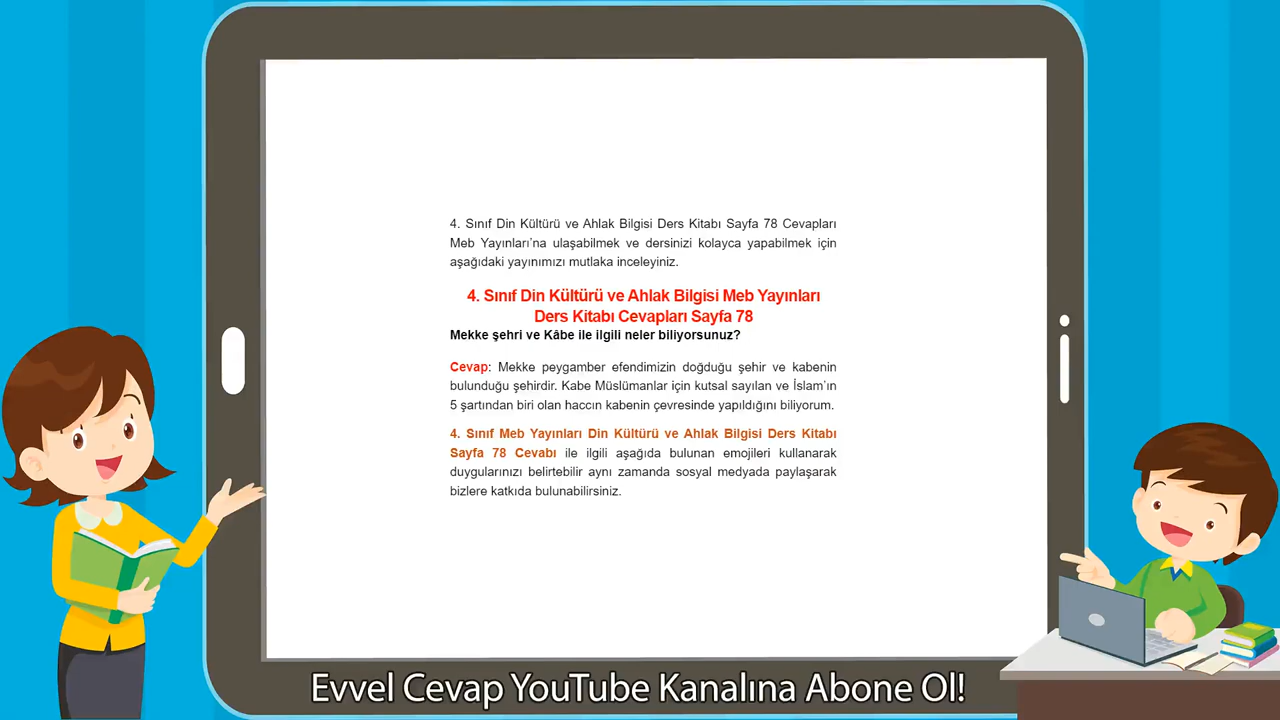 4. Sınıf Din Kültürü ve Ahlak Bilgisi Ders Kitabı Sayfa 78 Cevapları
Meb Yayınları’na ulaşabilmek ve dersinizi kolayca yapabilmek için
aşağıdaki yayınımızı mutlaka inceleyiniz.
4. Sınıf Din Kültürü ve Ahlak Bilgisi Meb Yayınları
Ders Kitabı Cevapları Sayfa 78
Mekke şehri ve Kâbe ile ilgili neler biliyorsunuz?
Cevap: Mekke peygamber efendimizin doğduğu şehir ve kabenin
bulunduğu şehirdir. Kabe Müslümanlar için kutsal sayılan ve İslam’ın
5 şartından biri olan haccın kabenin çevresinde yapıldığını biliyorum.
4. Sınıf Meb Yayınları Din Kültürü ve Ahlak Bilgisi Ders Kitabı
Sayfa 78 Cevabı ile ilgili aşağıda bulunan emojileri kullanarak
duygularınızı belirtebilir aynı zamanda sosyal medyada paylaşarak
bizlere katkıda bulunabilirsiniz.
Evvel Cevap YouTube Kanalına Abone Ol!